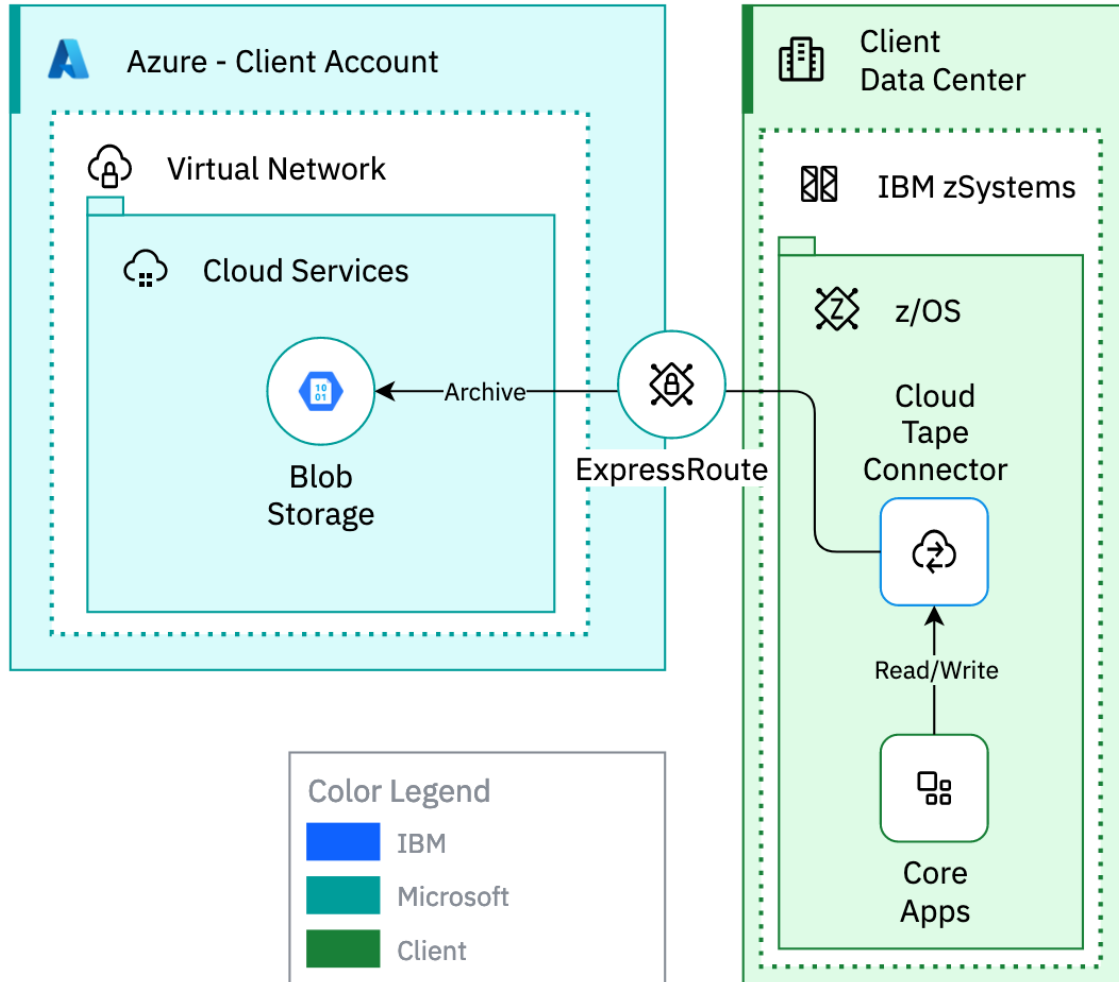 Azure - Client Account
Virtual Network
Cloud Services
Archive
Blob
Storage
ExpressRoute
Client
Data Center
IBM zSystems
z/OS
Cloud
Tape
Connector
Read/Write
Core
Apps
Color Legend
IBM
Microsoft
Client